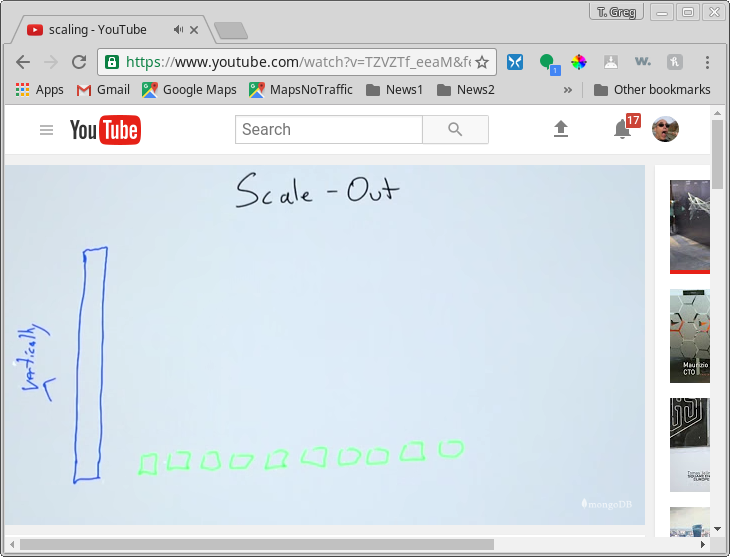 T. Greg
scaling - YouTube
https://www.youtube.com/watch?v=TZVZTf_eeaM&fe
1
w.
Apps Gmail Google Maps MapsNoTraffic News1 News2 » Other bookmarks
YouTube
Search
17
Scale-Out
vertically
Maurizio
CTO
mongoDB